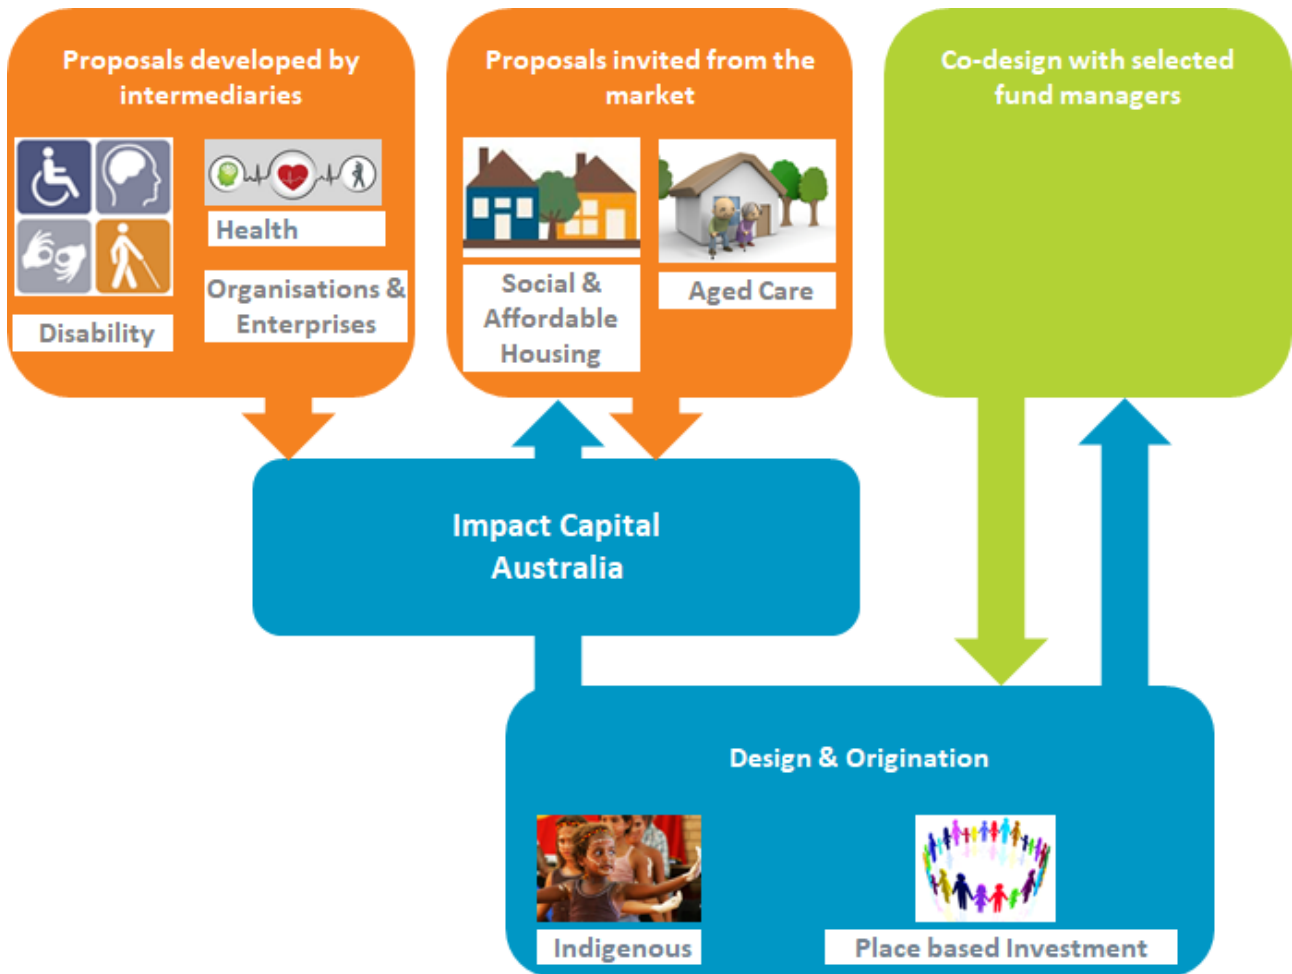 Proposals developed by
intermediaries
Health
Organisations &
Enterprises
Disability
Proposals invited from the
market
Social &
Affordable
Housing
Aged Care
Co-design with selected
fund managers
Impact Capital
Australia
Design & Origination
Indigenous
Place based Investment